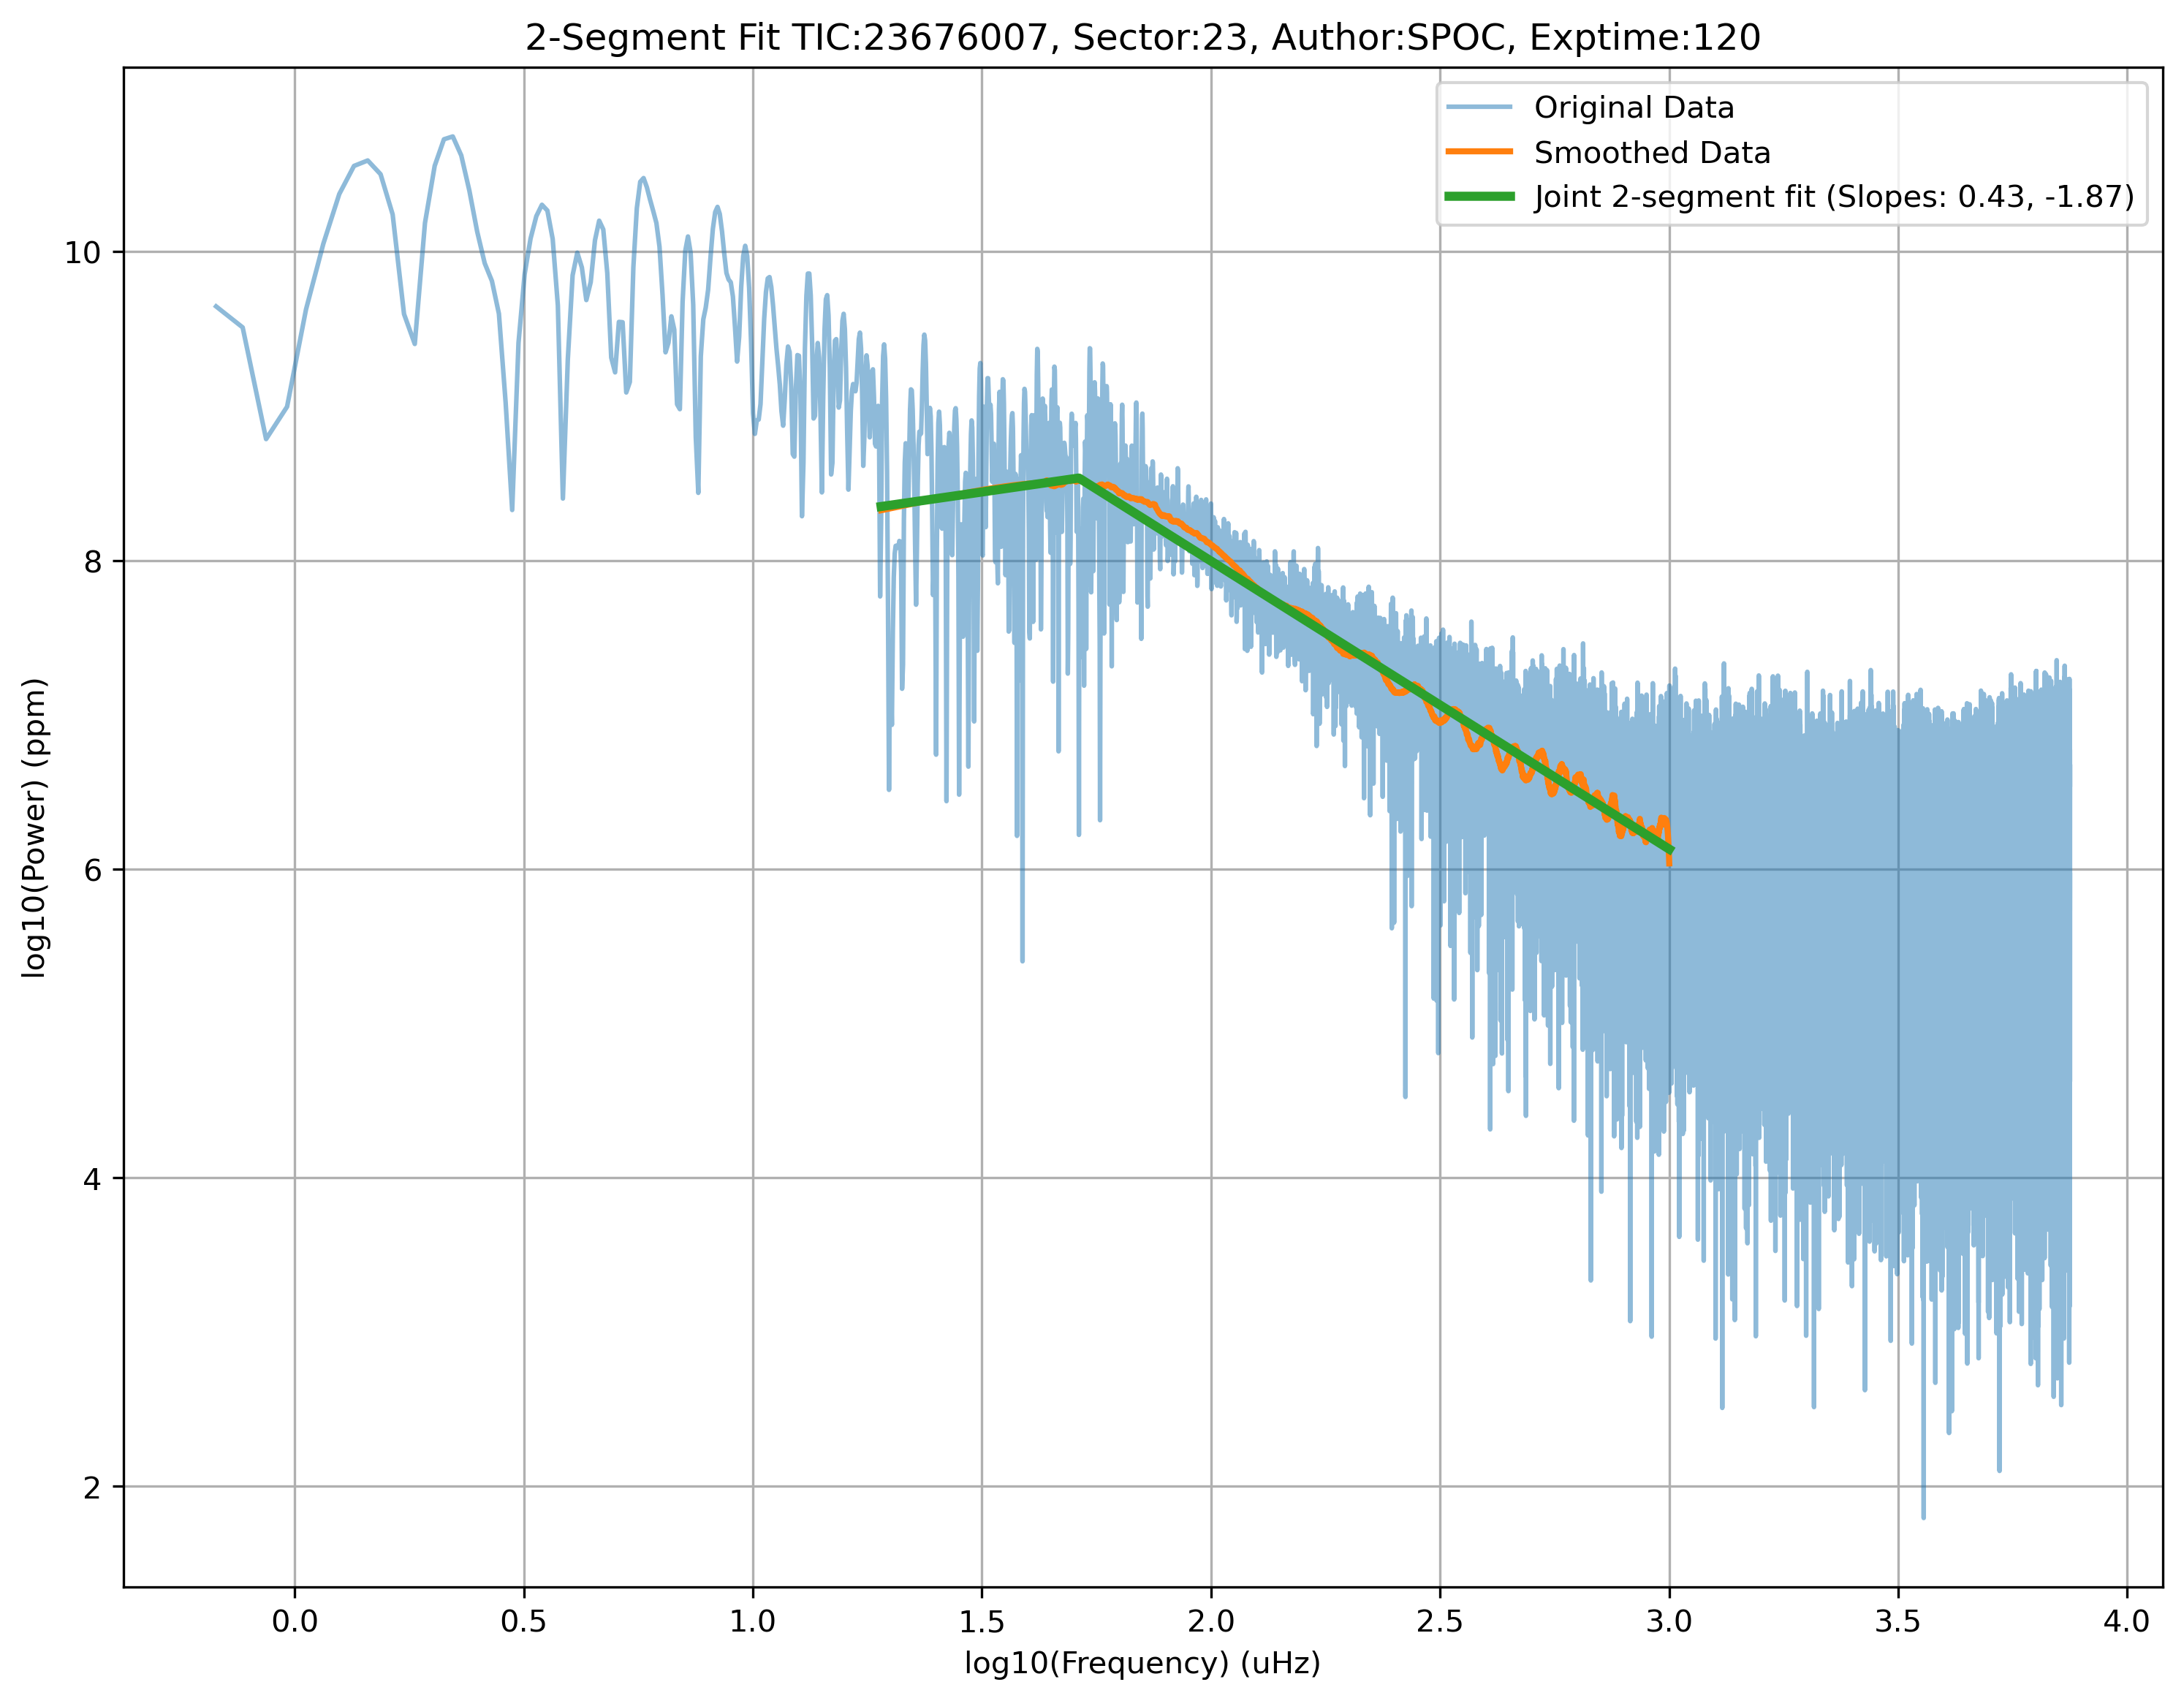 2-Segment Fit TIC:23676007, Sector:23, Author:SPOC, Exptime:120
Original Data
Smoothed Data
Joint 2-segment fit (Slopes: 0.43, -1.87)
log10(Power) (ppm)
10
8
6
4
2
0.0 0.5 1.0 1.5 2.0 2.5 3.0 3.5 4.0
log10(Frequency) (uHz)